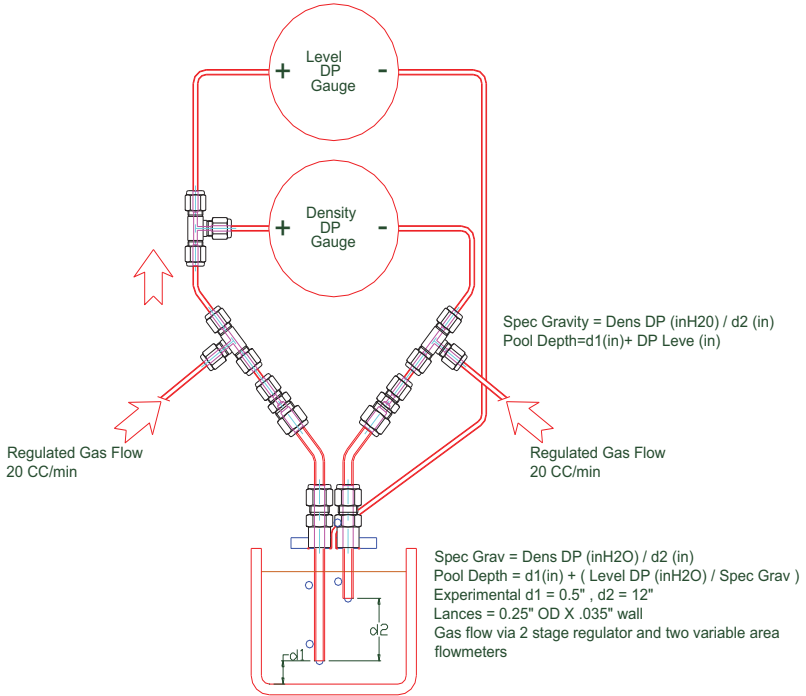 Level
DP
Gauge
+
-
Density
DP
Gauge
+
-
Spec Gravity = Dens DP (inH20) / d2 (in)
Pool Depth=d1(in)+ DP Leve (in)
Regulated Gas Flow
20 CC/min
Regulated Gas Flow
20 CC/min
Spec Grav = Dens DP (inH2O) / d2 (in)
Pool Depth = d1(in) + ( Level DP (inH2O) / Spec Grav )
Experimental d1 = 0.5" , d2 = 12"
Lances = 0.25" OD X .035" wall
Gas flow via 2 stage regulator and two variable area
flowmeters
d2
d1